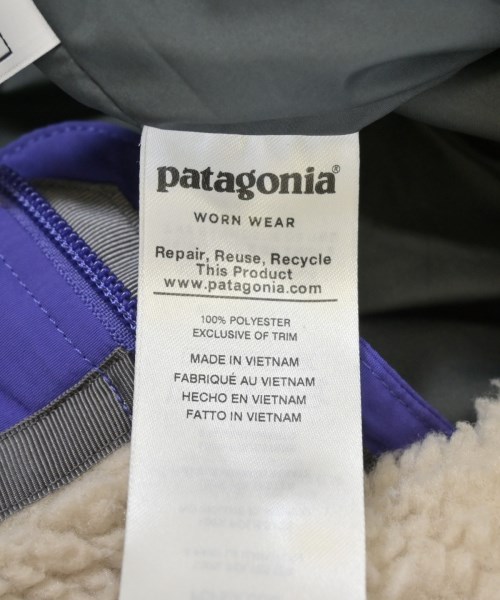 patagonia®
WORN WEAR
Repair, Reuse, Recycle
This Product
www.patagonia.com
100% POLYESTER
EXCLUSIVE OF TRIM
MADE IN VIETNAM
FABRIQUÉ AU VIETNAM
HECHO EN VIETNAM
FATTO IN VIETNAM